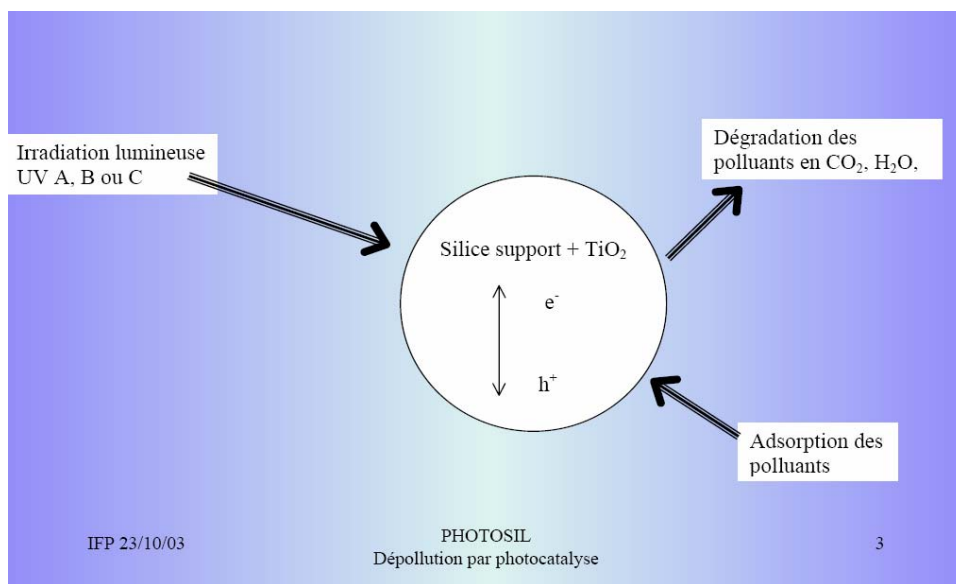 Irradiation lumineuse
UV A, B ou C
Dégradation des
polluants en CO₂, H₂O,
Silice support + TiO₂
e⁻
h⁺
Adsorption des
polluants
IFP 23/10/03
PHOTOSIL
Dépollution par photocatalyse
3